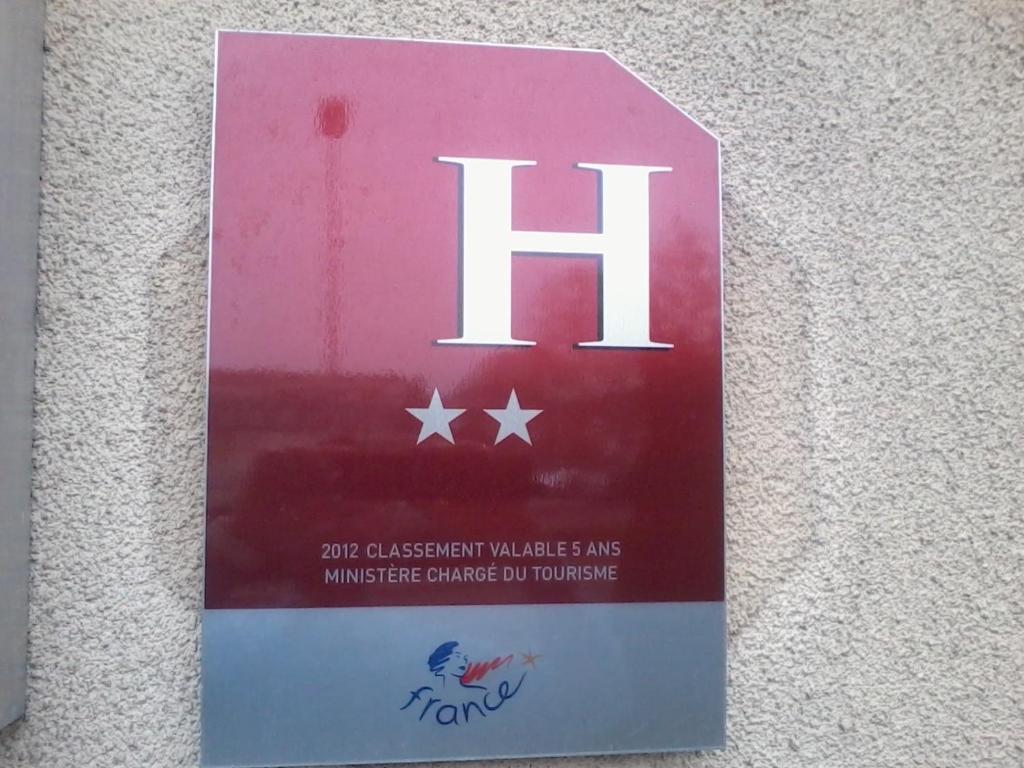 H
2012 CLASSEMENT VALABLE 5 ANS
MINISTÈRE CHARGÉ DU TOURISME
france